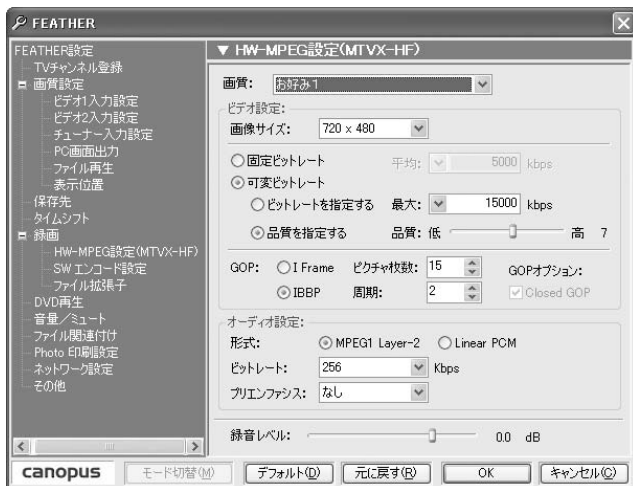 FEATHER
FEATHER設定
TVチャンネル登録
画質設定
ビデオ1入力設定
ビデオ2入力設定
チューナー入力設定
PC画面出力
ファイル再生
表示位置
保存先
タイムシフト
録画
HW-MPEG設定(MTVX-HF)
SW エンコード設定
ファイル拡張子
DVD再生
音量／ミュート
ファイル関連付け
Photo 印刷設定
ネットワーク設定
その他
▼ HW-MPEG設定(MTVX-HF)
画質: お好み1
ビデオ設定:
画像サイズ: 720 x 480
固定ビットレート 平均: 5000 kbps
可変ビットレート
ビットレートを指定する 最大: 15000 kbps
品質を指定する 品質: 低 高 7
GOP: I Frame ピクチャ枚数: 15 GOPオプション:
IBBP 周期: 2 Closed GOP
オーディオ設定:
形式: MPEG1 Layer-2 Linear PCM
ビットレート: 256 Kbps
プリエンファシス: なし
録音レベル: 0.0 dB
canopus モード切替(M) デフォルト(D) 元に戻す(R) OK キャンセル(C)